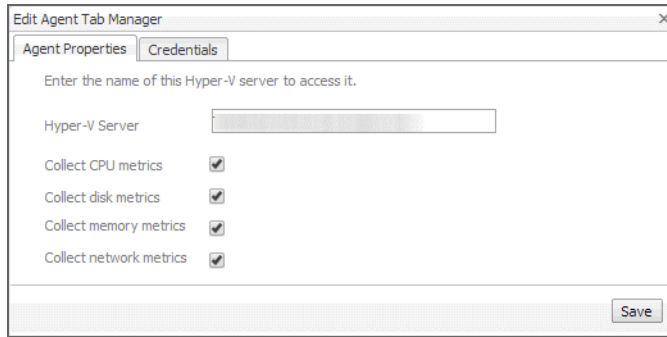 Edit Agent Tab Manager
Agent Properties Credentials
Enter the name of this Hyper-V server to access it.
Hyper-V Server
Collect CPU metrics
Collect disk metrics
Collect memory metrics
Collect network metrics
Save